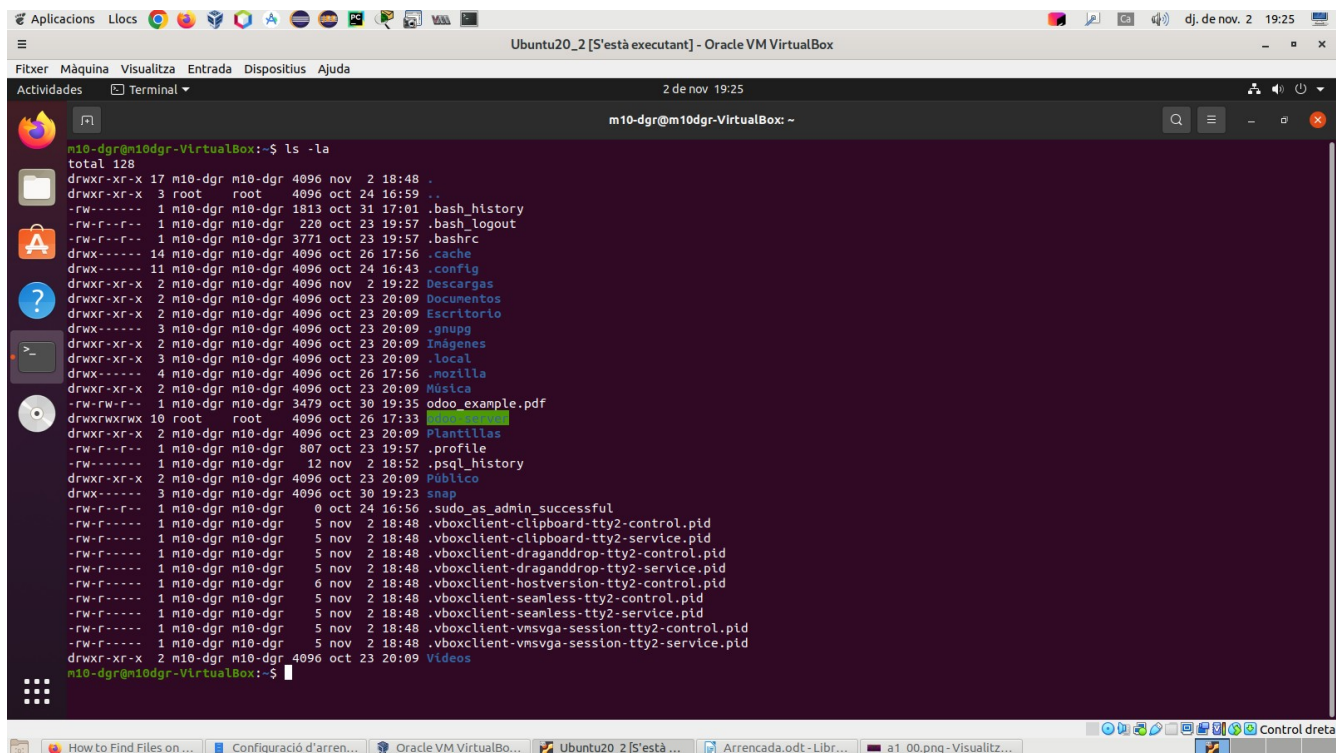 Aplicacions Llocs Ca dj. de nov. 2 19:25
Ubuntu20_2 [S'està executant] - Oracle VM VirtualBox
Fitxer Màquina Visualitza Entrada Dispositius Ajuda
Actividades Terminal 2 de nov 19:25
m10-dgr@m10dgr-VirtualBox: ~
m10-dgr@m10dgr-VirtualBox:~$ ls -la
total 128
drwxr-xr-x 17 m10-dgr m10-dgr 4096 nov  2 18:48 .
drwxr-xr-x  3 root    root    4096 oct 24 16:59 ..
-rw-------  1 m10-dgr m10-dgr 1813 oct 31 17:01 .bash_history
-rw-r--r--  1 m10-dgr m10-dgr  220 oct 23 19:57 .bash_logout
-rw-r--r--  1 m10-dgr m10-dgr 3771 oct 23 19:57 .bashrc
drwx------ 14 m10-dgr m10-dgr 4096 oct 26 17:56 .cache
drwx------ 11 m10-dgr m10-dgr 4096 oct 24 16:43 .config
drwxr-xr-x  2 m10-dgr m10-dgr 4096 nov  2 19:22 Descargas
drwxr-xr-x  2 m10-dgr m10-dgr 4096 oct 23 20:09 Documentos
drwxr-xr-x  2 m10-dgr m10-dgr 4096 oct 23 20:09 Escritorio
drwx------  3 m10-dgr m10-dgr 4096 oct 23 20:09 .gnupg
drwxr-xr-x  2 m10-dgr m10-dgr 4096 oct 23 20:09 Imágenes
drwxr-xr-x  3 m10-dgr m10-dgr 4096 oct 23 20:09 .local
drwx------  4 m10-dgr m10-dgr 4096 oct 26 17:56 .mozilla
drwxr-xr-x  2 m10-dgr m10-dgr 4096 oct 23 20:09 Música
-rw-rw-r--  1 m10-dgr m10-dgr 3479 oct 30 19:35 odoo_example.pdf
drwxrwxrwx 10 root    root    4096 oct 26 17:33 odoo-server
drwxr-xr-x  2 m10-dgr m10-dgr 4096 oct 23 20:09 Plantillas
-rw-r--r--  1 m10-dgr m10-dgr  807 oct 23 19:57 .profile
-rw-------  1 m10-dgr m10-dgr   12 nov  2 18:52 .psql_history
drwxr-xr-x  2 m10-dgr m10-dgr 4096 oct 23 20:09 Público
drwx------  3 m10-dgr m10-dgr 4096 oct 30 19:23 snap
-rw-r--r--  1 m10-dgr m10-dgr    0 oct 24 16:56 .sudo_as_admin_successful
-rw-r-----  1 m10-dgr m10-dgr    5 nov  2 18:48 .vboxclient-clipboard-tty2-control.pid
-rw-r-----  1 m10-dgr m10-dgr    5 nov  2 18:48 .vboxclient-clipboard-tty2-service.pid
-rw-r-----  1 m10-dgr m10-dgr    5 nov  2 18:48 .vboxclient-draganddrop-tty2-control.pid
-rw-r-----  1 m10-dgr m10-dgr    5 nov  2 18:48 .vboxclient-draganddrop-tty2-service.pid
-rw-r-----  1 m10-dgr m10-dgr    6 nov  2 18:48 .vboxclient-hostversion-tty2-control.pid
-rw-r-----  1 m10-dgr m10-dgr    5 nov  2 18:48 .vboxclient-seamless-tty2-control.pid
-rw-r-----  1 m10-dgr m10-dgr    5 nov  2 18:48 .vboxclient-seamless-tty2-service.pid
-rw-r-----  1 m10-dgr m10-dgr    5 nov  2 18:48 .vboxclient-vmsvga-session-tty2-control.pid
-rw-r-----  1 m10-dgr m10-dgr    5 nov  2 18:48 .vboxclient-vmsvga-session-tty2-service.pid
drwxr-xr-x  2 m10-dgr m10-dgr 4096 oct 23 20:09 Vídeos
m10-dgr@m10dgr-VirtualBox:~$
Control dreta
How to Find Files on ... Configuració d'arren... Oracle VM VirtualBo... Ubuntu20_2 [S'està ... Arrencada.odt - Libr... a1_00.png - Visualitz...